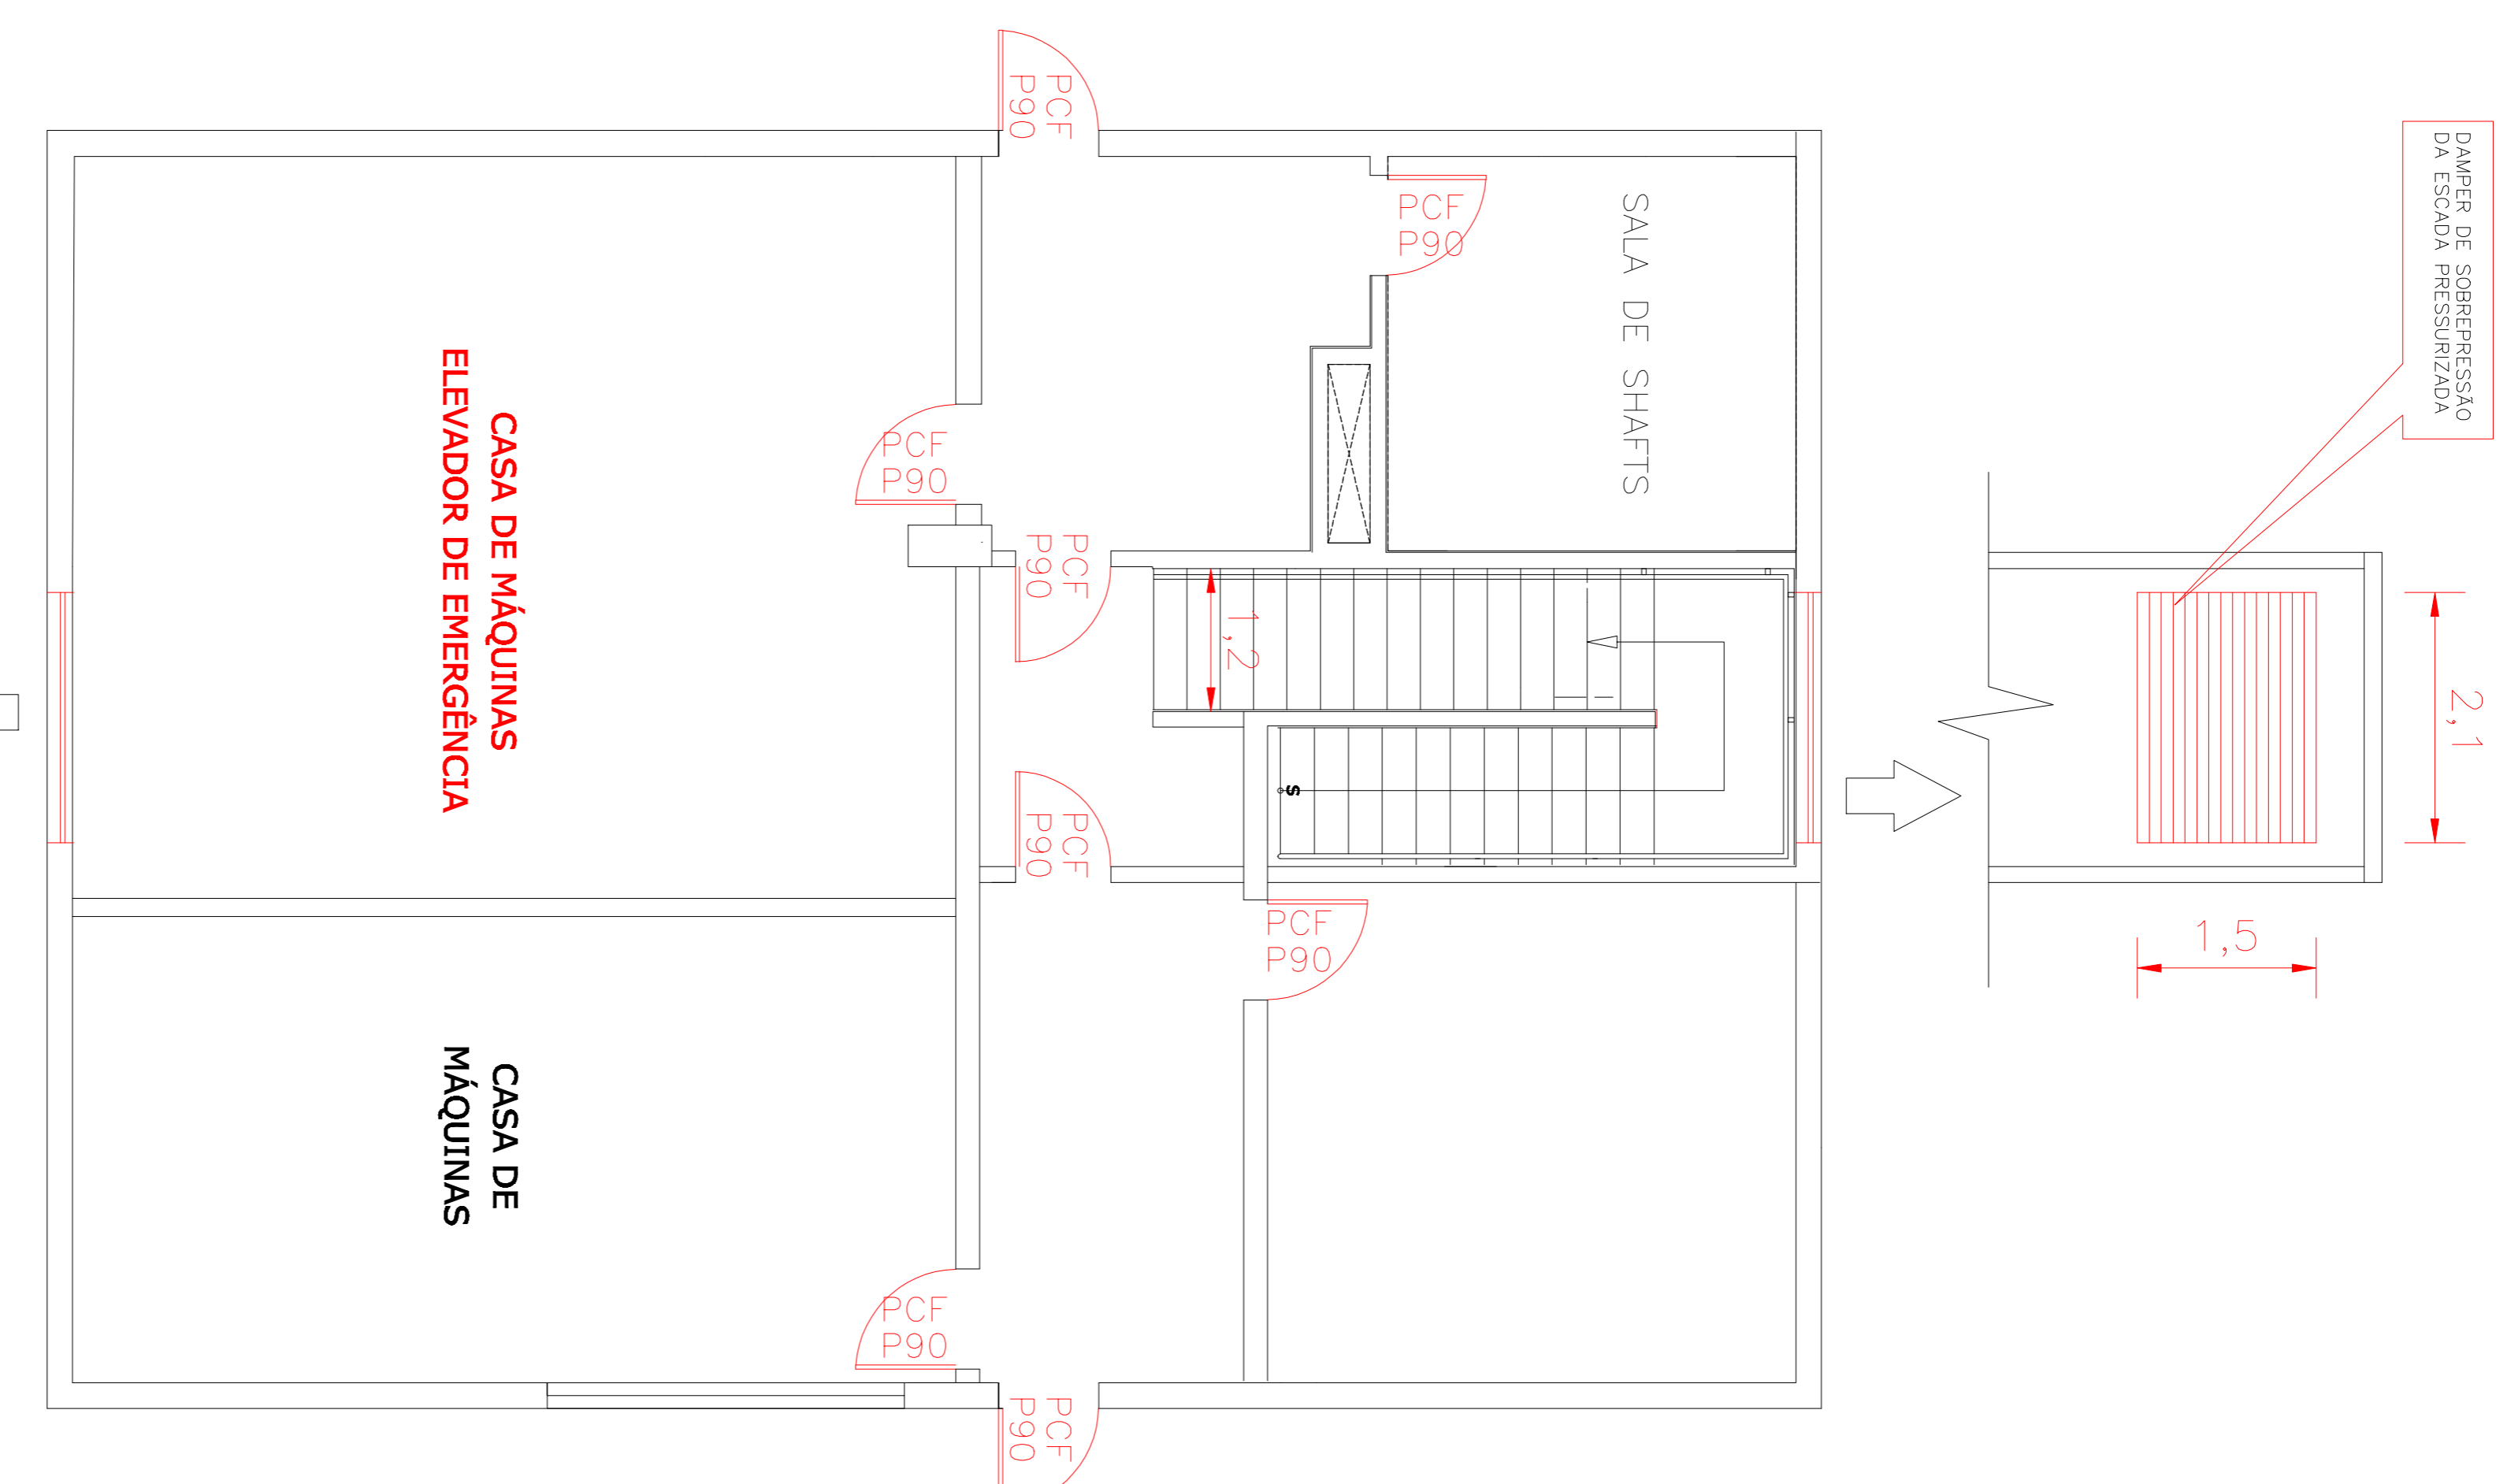 DAMPER DE SOBREPRESSÃO
DA ESCADA PRESSURIZADA
2,1
1,5
SALA DE SHAFTS
PCF
P90
PCF
P90
PCF
P90
PCF
P90
PCF
P90
PCF
P90
PCF
P90
PCF
P90
1,2
S
CASA DE MÁQUINAS
ELEVADOR DE EMERGÊNCIA
CASA DE
MÁQUINAS